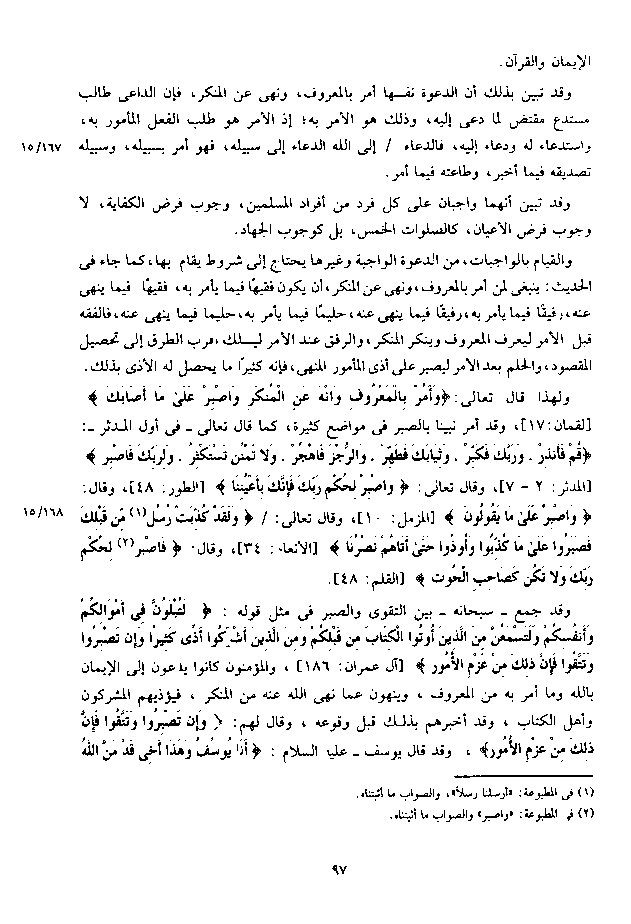 الإيمان والقرآن.
وقد تبين بذلك أن الدعوة نفسها أمر بالمعروف، ونهى عن المنكر، فإن الداعى طالب
مستدع مقتض لما دعى إليه، وذلك هو الأمر به؛ إذ الأمر هو طلب الفعل المأمور به،
١٥/١٦٧ واستدعاء له ودعاء إليه، فالدعاء / إلى الله الدعاء إلى سبيله، فهو أمر بسبيله، وسبيله
تصديقه فيما أخبر، وطاعته فيما أمر.
وقد تبين أنهما واجبان على كل فرد من أفراد المسلمين، وجوب فرض الكفاية، لا
وجوب فرض الأعيان، كالصلوات الخمس، بل كوجوب الجهاد.
والقيام بالواجبات، من الدعوة الواجبة وغيرها يحتاج إلى شروط يقام بها، كما جاء فى
الحديث: ينبغى لمن أمر بالمعروف، ونهى عن المنكر، أن يكون فقيهًا فيما يأمر به، فقيهًا فيما ينهى
عنه، رفيقًا فيما يأمر به، رفيقًا فيما ينهى عنه، حليمًا فيما يأمر به، حليما فيما ينهى عنه، فالفقه
قبل الأمر ليعرف المعروف وينكر المنكر، والرفق عند الأمر ليسلك أقرب الطرق إلى تحصيل
المقصود، والحلم بعد الأمر ليصبر على أذى المأمور المنهى، فإنه كثيرًا ما يحصل له الأذى بذلك.
ولهذا قال تعالى: ﴿وَأْمُرْ بِالْمَعْرُوفِ وَانْهَ عَنِ الْمُنكَرِ وَاصْبِرْ عَلَىٰ مَا أَصَابَكَ﴾
[لقمان: ١٧]، وقد أمر نبينا بالصبر فى مواضع كثيرة، كما قال تعالى ـ فى أول المدثر ـ:
﴿قُمْ فَأَنذِرْ . وَرَبَّكَ فَكَبِّرْ . وَثِيَابَكَ فَطَهِّرْ . وَالرُّجْزَ فَاهْجُرْ . وَلا تَمْنُن تَسْتَكْثِرُ . وَلِرَبِّكَ فَاصْبِرْ﴾
[المدثر: ٢ - ٧]، وقال تعالى: ﴿وَاصْبِرْ لِحُكْمِ رَبِّكَ فَإِنَّكَ بِأَعْيُنِنَا﴾ [الطور: ٤٨]، وقال:
١٥/١٦٨ ﴿وَاصْبِرْ عَلَىٰ مَا يَقُولُونَ﴾ [المزمل: ١٠]، وقال تعالى: / ﴿وَلَقَدْ كُذِّبَتْ رُسُلٌ(١) مِّن قَبْلِكَ
فَصَبَرُوا عَلَىٰ مَا كُذِّبُوا وَأُوذُوا حَتَّىٰ أَتَاهُمْ نَصْرُنَا﴾ [الأنعام: ٣٤]، وقال: ﴿فَاصْبِرْ(٢) لِحُكْمِ
رَبِّكَ وَلا تَكُن كَصَاحِبِ الْحُوتِ﴾ [القلم: ٤٨].
وقد جمع ـ سبحانه ـ بين التقوى والصبر فى مثل قوله : ﴿لَتُبْلَوُنَّ فِي أَمْوَالِكُمْ
وَأَنفُسِكُمْ وَلَتَسْمَعُنَّ مِنَ الَّذِينَ أُوتُوا الْكِتَابَ مِن قَبْلِكُمْ وَمِنَ الَّذِينَ أَشْرَكُوا أَذًى كَثِيرًا وَإِن تَصْبِرُوا
وَتَتَّقُوا فَإِنَّ ذَلِكَ مِنْ عَزْمِ الأُمُورِ﴾ [آل عمران: ١٨٦] ، والمؤمنون كانوا يدعون إلى الإيمان
بالله وما أمر به من المعروف ، وينهون عما نهى الله عنه من المنكر ، فيؤذيهم المشركون
وأهل الكتاب ، وقد أخبرهم بذلك قبل وقوعه ، وقال لهم: ﴿وَإِن تَصْبِرُوا وَتَتَّقُوا فَإِنَّ
ذَلِكَ مِنْ عَزْمِ الأُمُورِ﴾ ، وقد قال يوسف ـ عليه السلام : ﴿أَنَا يُوسُفُ وَهَذَا أَخِي قَدْ مَنَّ اللَّهُ
(١) فى المطبوعة: «أرسلنا رسلاً»، والصواب ما أثبتناه.
(٢) فى المطبوعة: «واصبر» والصواب ما أثبتناه.
٩٧